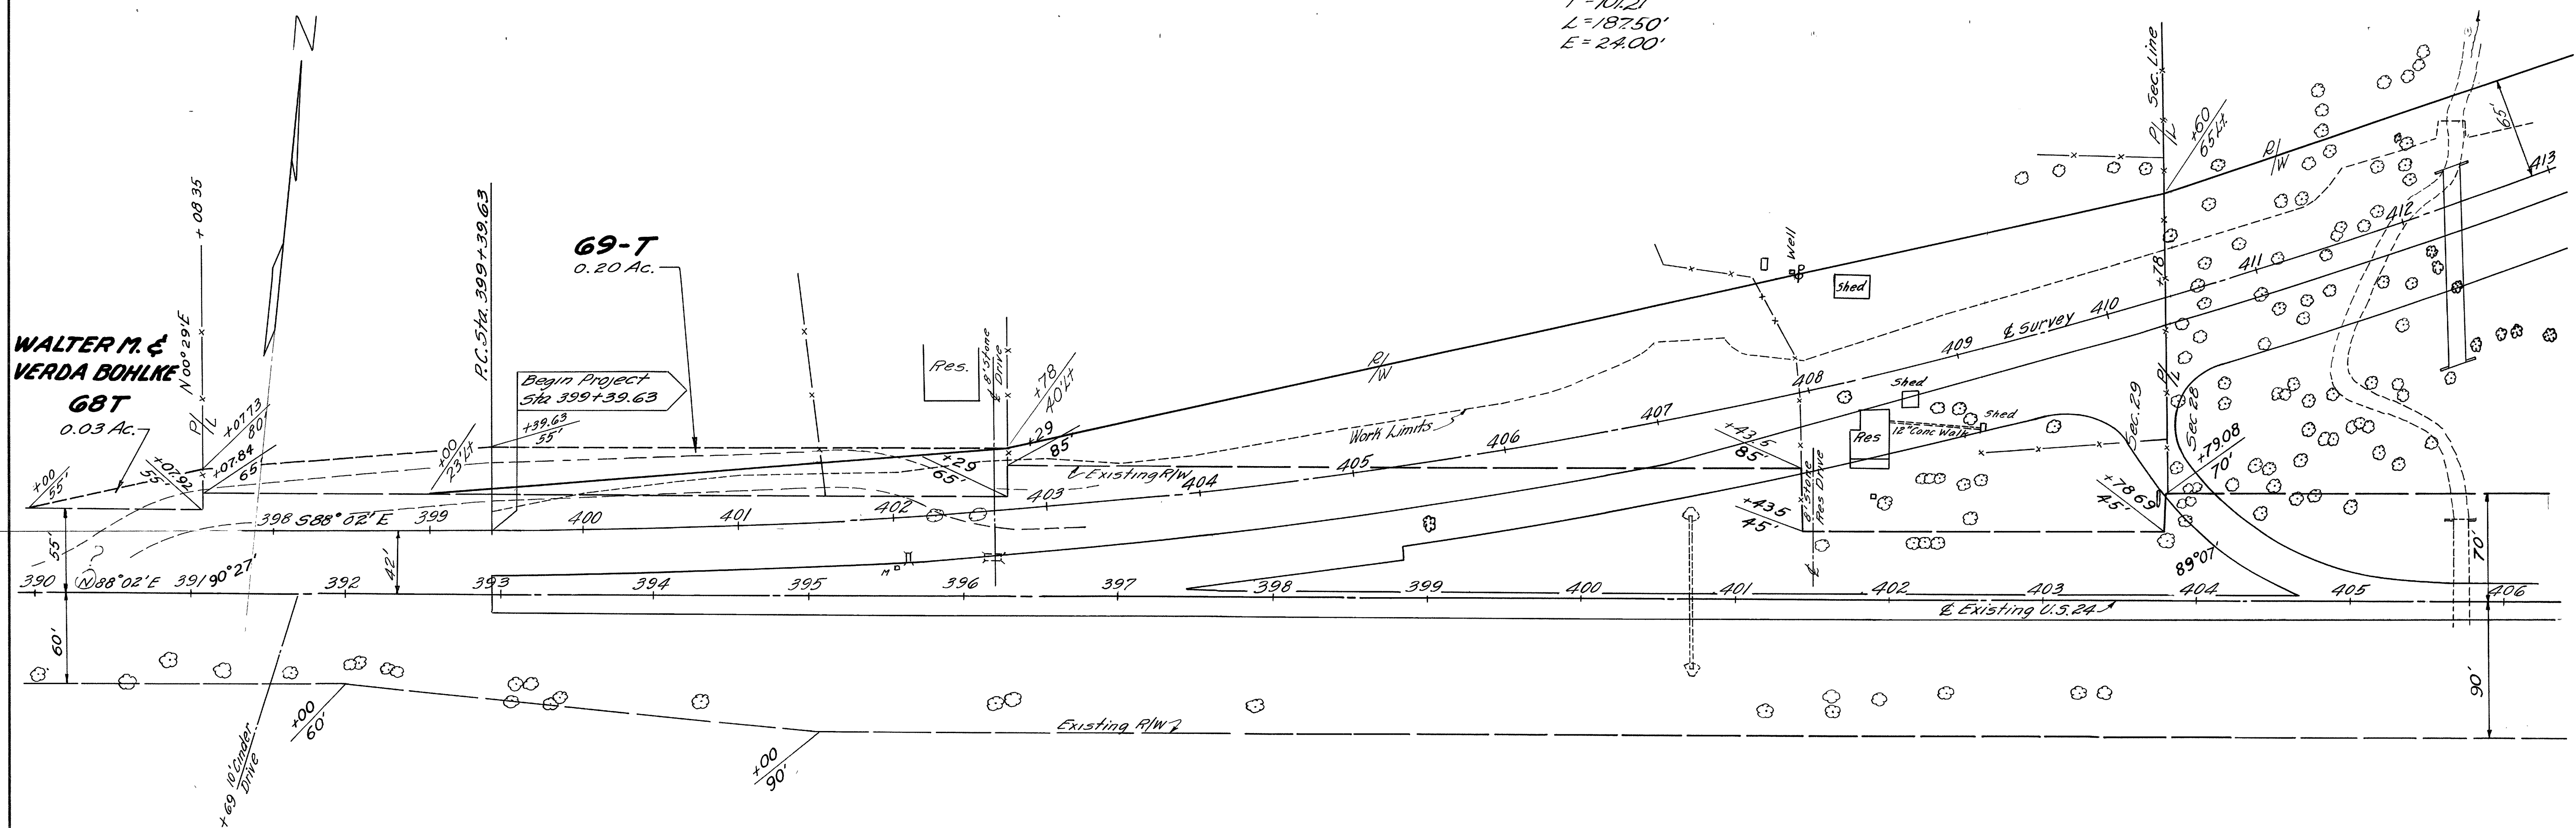 L=187.50'
E=24.00'
N
+08 35
N 00°29'E
P/L
P.C. Sta. 399+39.63
69-T
0.20 Ac.
WALTER M. &
VERDA BOHLKE
68T
0.03 Ac.
+07.73
80'
+07.84
65'
+07.92
55'
+00
55'
+00
23' Lt
Begin Project
Sta 399+39.63
+39.63
55'
Res.
℄ 8' Stone
Drive
+78
40' Lt
+29
85'
+29
65'
R/W
Work Limits
℄ Existing R/W
Well
Shed
℄ Survey
Sec. Line
P/L
+60
65 Lt.
R/W
65'
+78
P/L
Sec. 29
Sec 28
Shed
Shed
Res
12" Conc Walk
+43.5
85'
+43.5
45'
8' Stone
Res Drive
℄
+79.08
70'
+78.69
45'
89°07'
398 S88°02'E 399 400 401 402 403 404 405 406 407 408 409 410 411 412 413
55'
42'
?
390 N 88°02'E 391 90°27' 392 393 394 395 396 397 398 399 400 401 402 403 404 405 406
M
℄ Existing U.S. 24
70'
60'
90'
+00
60'
+00
90'
Existing R/W
+69 10' Cinder
Drive